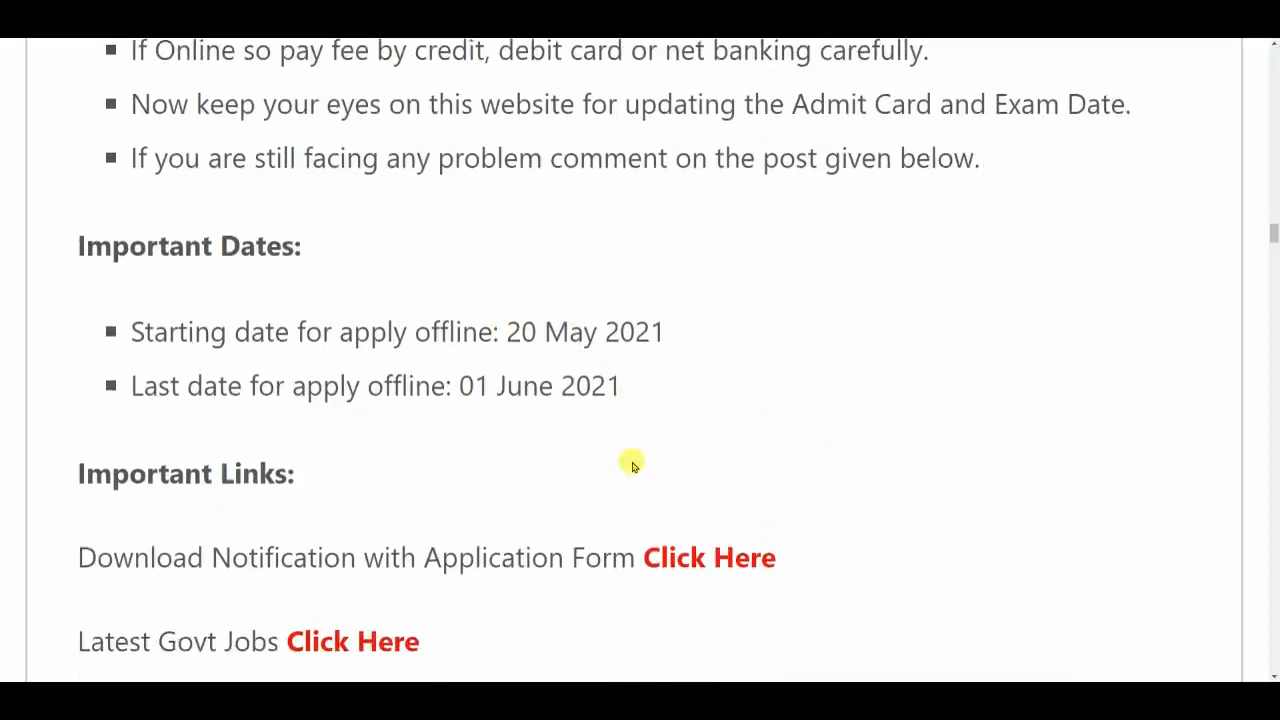 If Online so pay fee by credit, debit card or net banking carefully.
Now keep your eyes on this website for updating the Admit Card and Exam Date.
If you are still facing any problem comment on the post given below.
Important Dates:
Starting date for apply offline: 20 May 2021
Last date for apply offline: 01 June 2021
Important Links:
Download Notification with Application Form Click Here
Latest Govt Jobs Click Here